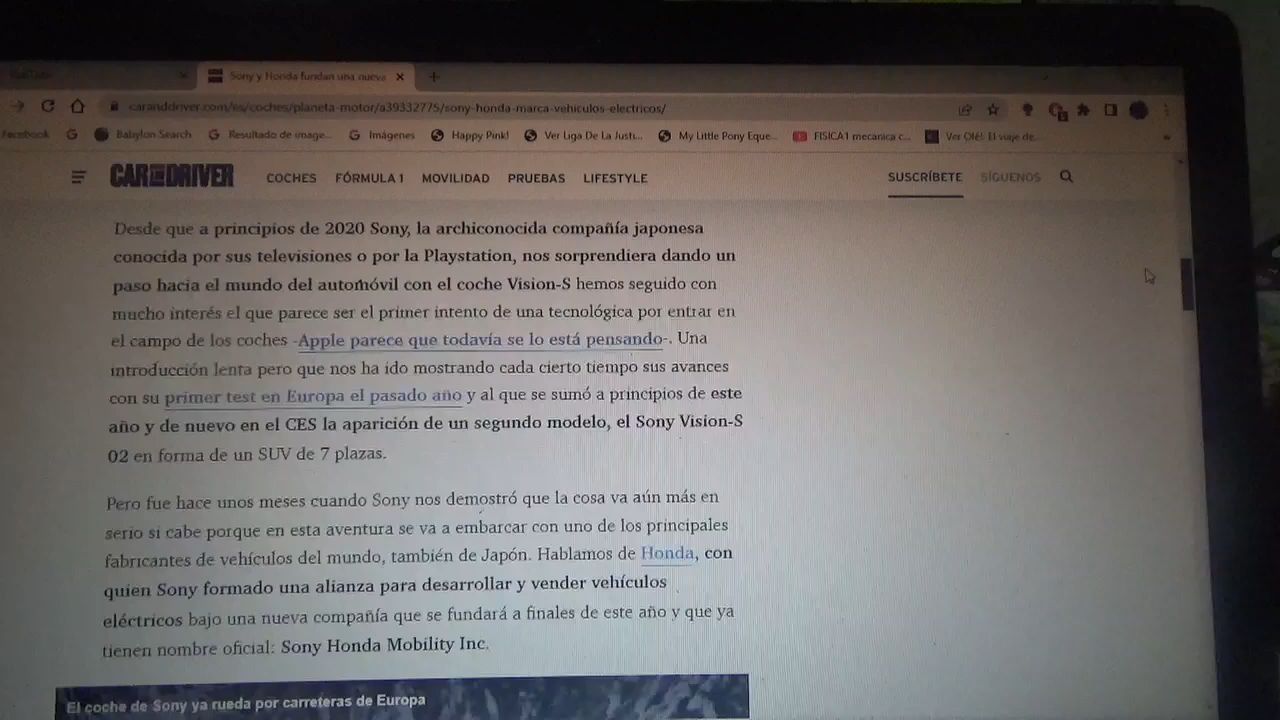 Sony y Honda fundan una nueva
caranddriver.com/es/coches/planeta-motor/a39332775/sony-honda-marca-vehiculos-electricos/
Facebook Babylon Search Resultado de image... Imágenes Happy Pink! Ver Liga De La Justi... My Little Pony Eque... FISICA1 mecanica c... Ver Olé! El viaje de...
CAR AND DRIVER COCHES FÓRMULA 1 MOVILIDAD PRUEBAS LIFESTYLE SUSCRÍBETE SÍGUENOS
Desde que a principios de 2020 Sony, la archiconocida compañía japonesa
conocida por sus televisiones o por la Playstation, nos sorprendiera dando un
paso hacia el mundo del automóvil con el coche Vision-S hemos seguido con
mucho interés el que parece ser el primer intento de una tecnológica por entrar en
el campo de los coches -Apple parece que todavía se lo está pensando-. Una
introducción lenta pero que nos ha ido mostrando cada cierto tiempo sus avances
con su primer test en Europa el pasado año y al que se sumó a principios de este
año y de nuevo en el CES la aparición de un segundo modelo, el Sony Vision-S
02 en forma de un SUV de 7 plazas.
Pero fue hace unos meses cuando Sony nos demostró que la cosa va aún más en
serio si cabe porque en esta aventura se va a embarcar con uno de los principales
fabricantes de vehículos del mundo, también de Japón. Hablamos de Honda, con
quien Sony formado una alianza para desarrollar y vender vehículos
eléctricos bajo una nueva compañía que se fundará a finales de este año y que ya
tienen nombre oficial: Sony Honda Mobility Inc.
El coche de Sony ya rueda por carreteras de Europa